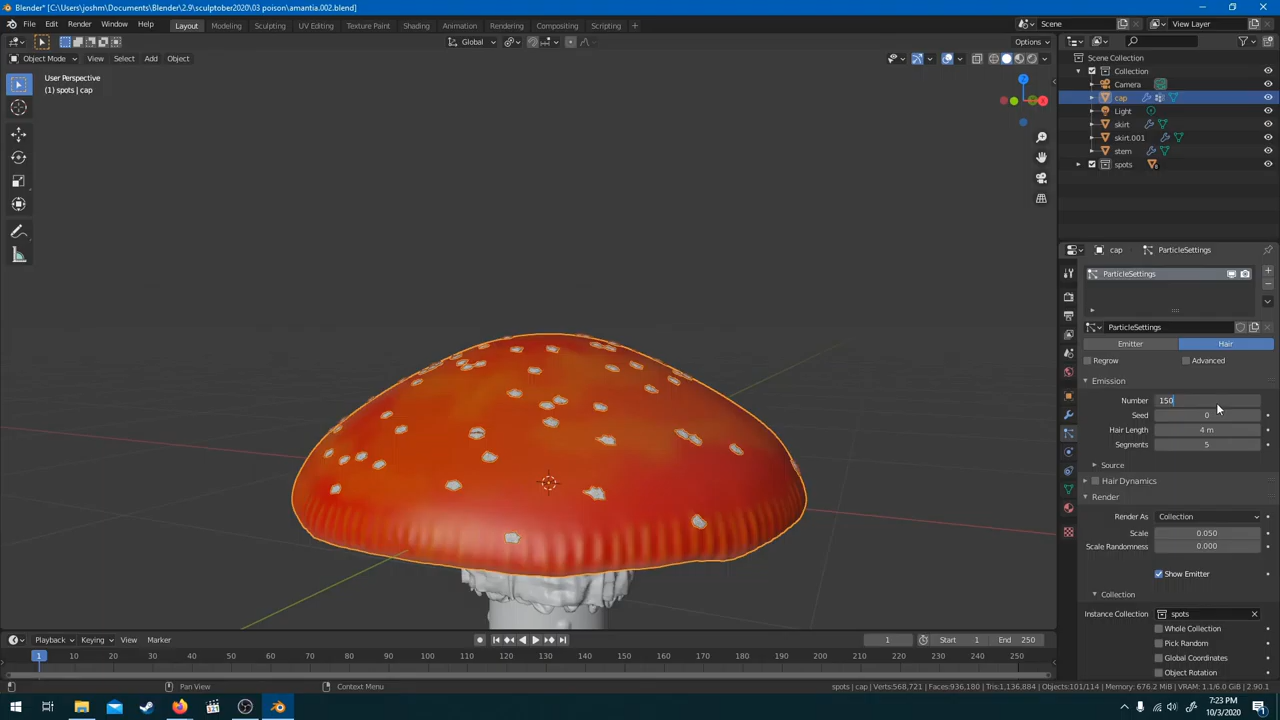 Blender* [C:\Users\joshm\Documents\Blender\2.9\sculptober2020\03 poison\amantia.002.blend]
File Edit Render Window Help Layout Modeling Sculpting UV Editing Texture Paint Shading Animation Rendering Compositing Scripting + Scene View Layer
Global Options
Object Mode View Select Add Object
User Perspective
(1) spots | cap
Z
X
Scene Collection
Collection
Camera
cap
Light
skirt
skirt.001
stem
spots
cap ParticleSettings
ParticleSettings
ParticleSettings
Emitter Hair
Regrow Advanced
Emission
Number 150
Seed 0
Hair Length 4 m
Segments 5
Source
Hair Dynamics
Render
Render As Collection
Scale 0.050
Scale Randomness 0.000
Show Emitter
Collection
Instance Collection spots
Whole Collection
Pick Random
Global Coordinates
Object Rotation
Playback Keying View Marker 1 Start 1 End 250
1 10 20 30 40 50 60 70 80 90 100 110 120 130 140 150 160 170 180 190 200 210 220 230 240 250
Pan View Context Menu spots | cap | Verts:568,721 | Faces:936,180 | Tris:1,136,884 | Objects:101/114 | Memory: 676.2 MiB | VRAM: 1.1/6.0 GiB | 2.90.1
7:23 PM
10/3/2020